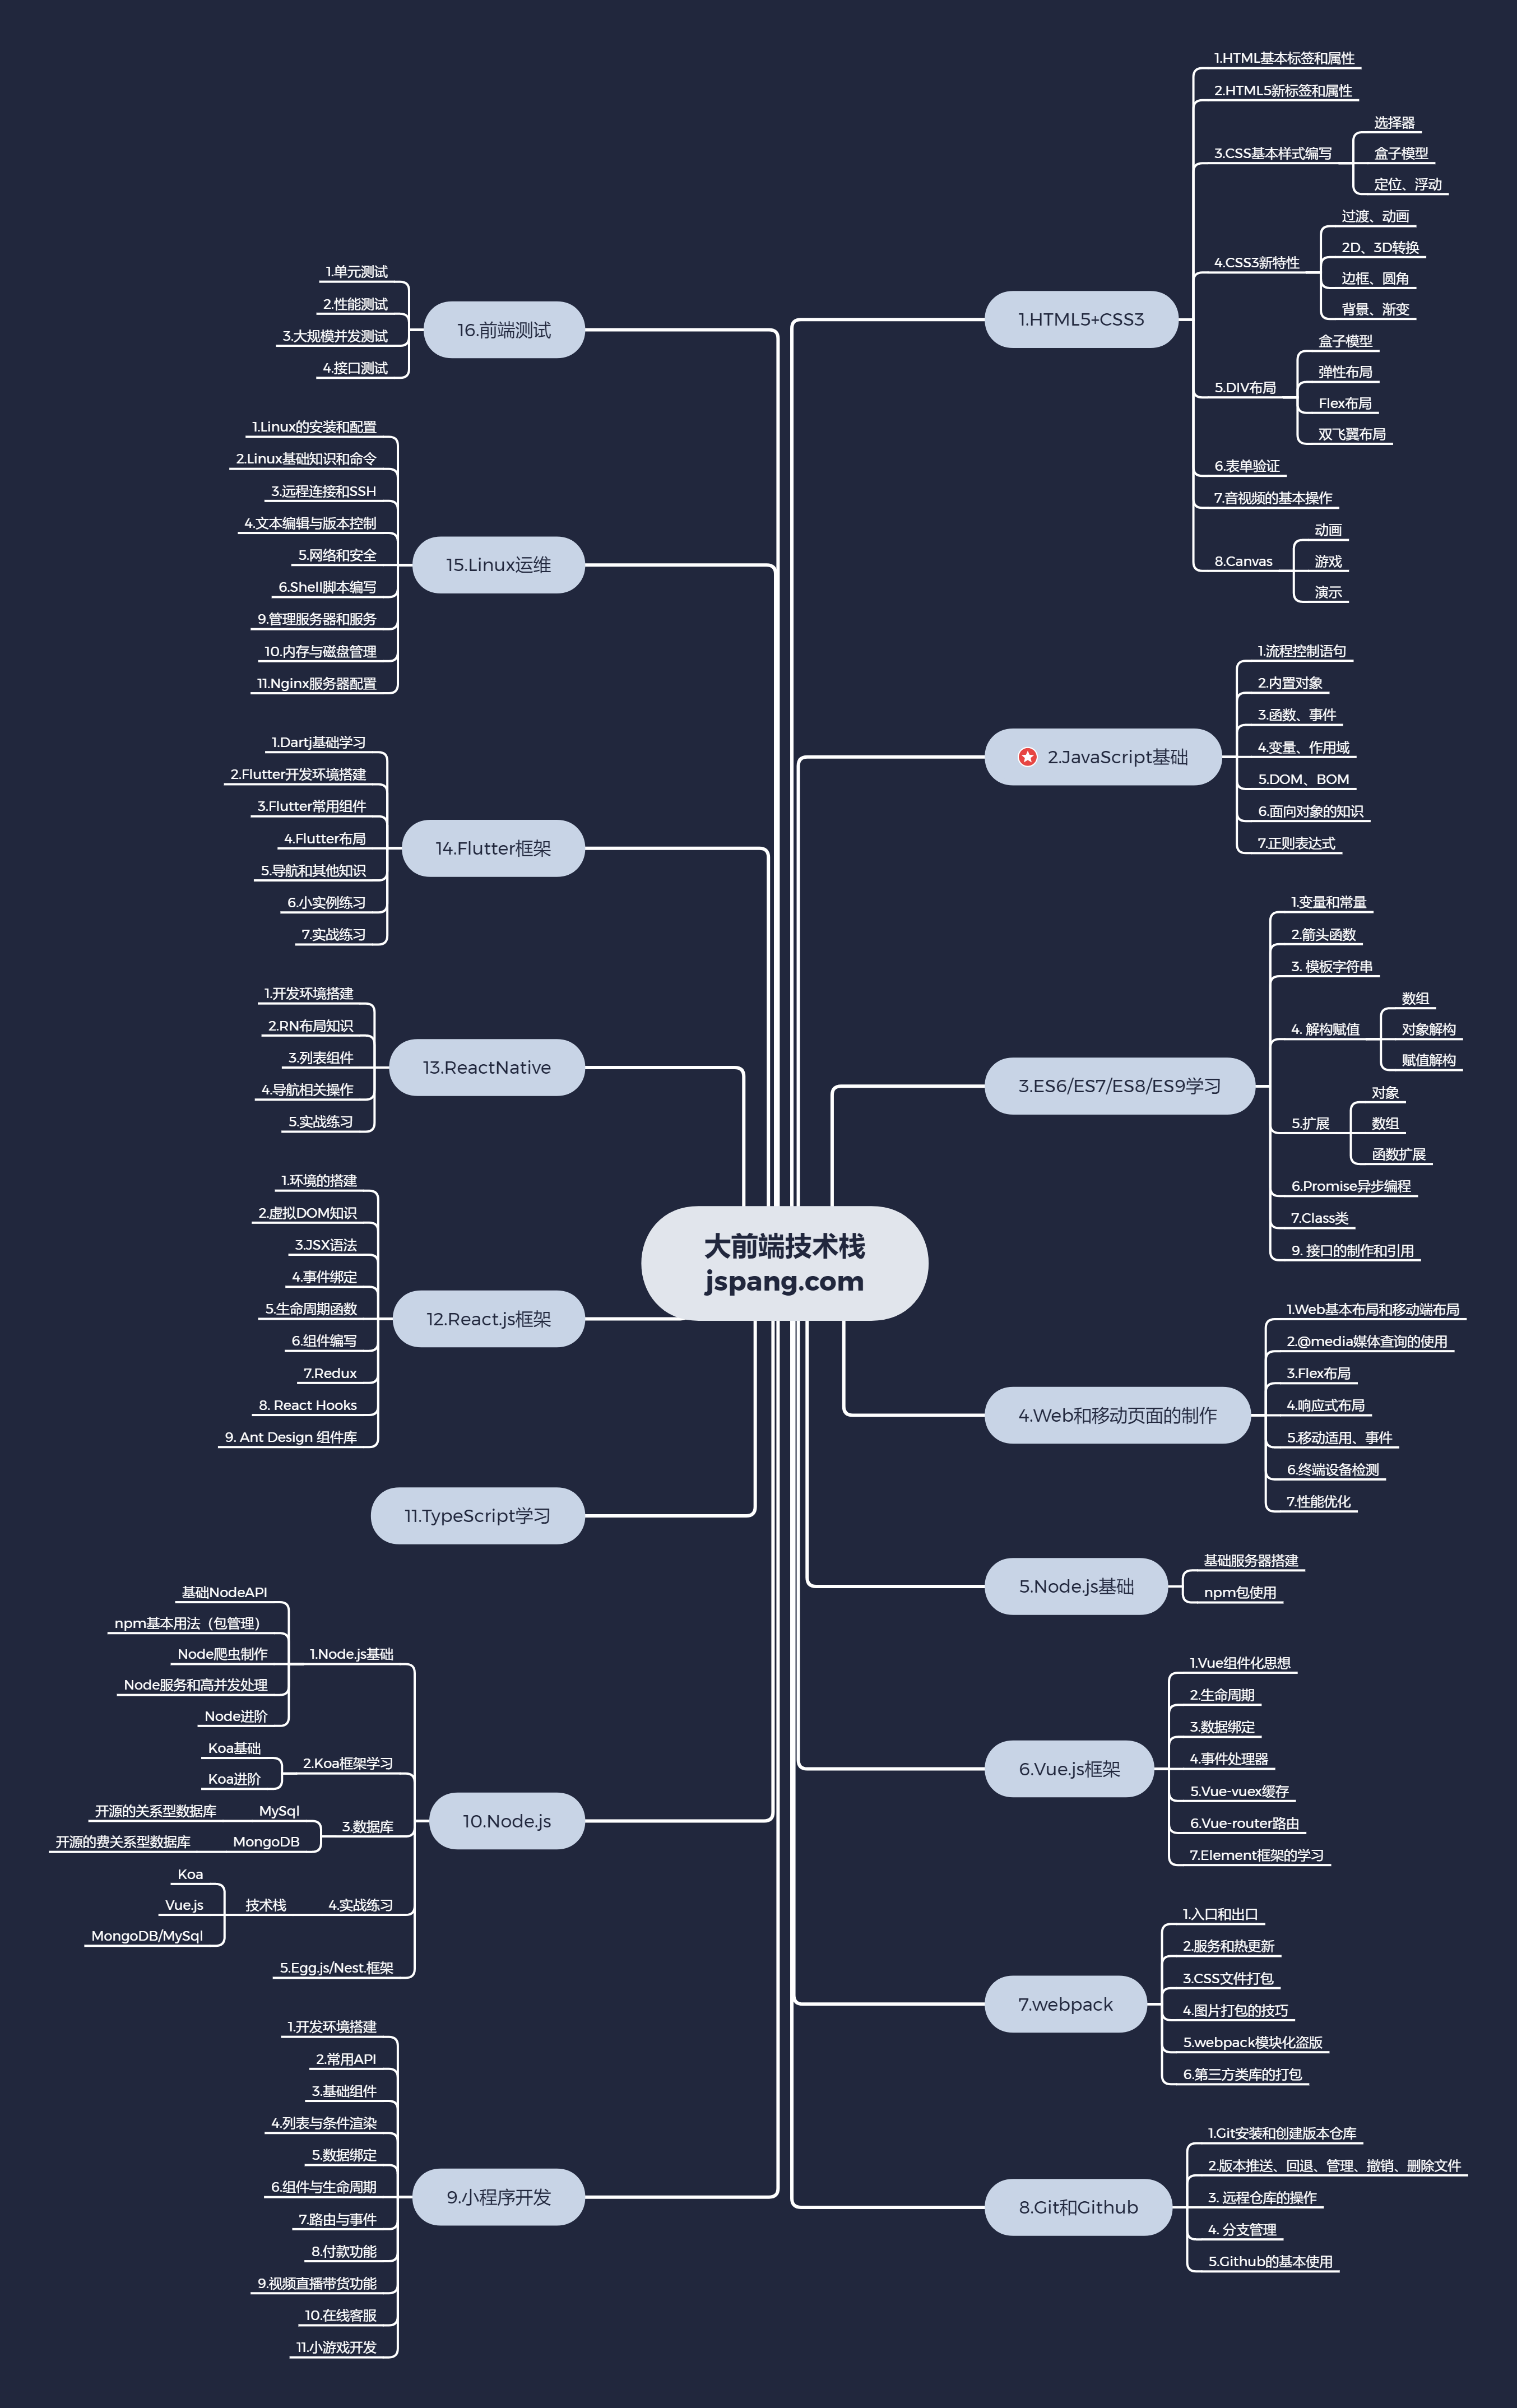 大前端技术栈
jspang.com
1.HTML5+CSS3
1.HTML基本标签和属性
2.HTML5新标签和属性
3.CSS基本样式编写
选择器
盒子模型
定位、浮动
4.CSS3新特性
过渡、动画
2D、3D转换
边框、圆角
背景、渐变
5.DIV布局
盒子模型
弹性布局
Flex布局
双飞翼布局
6.表单验证
7.音视频的基本操作
8.Canvas
动画
游戏
演示
2.JavaScript基础
1.流程控制语句
2.内置对象
3.函数、事件
4.变量、作用域
5.DOM、BOM
6.面向对象的知识
7.正则表达式
3.ES6/ES7/ES8/ES9学习
1.变量和常量
2.箭头函数
3. 模板字符串
4. 解构赋值
数组
对象解构
赋值解构
5.扩展
对象
数组
函数扩展
6.Promise异步编程
7.Class类
9. 接口的制作和引用
4.Web和移动页面的制作
1.Web基本布局和移动端布局
2.@media媒体查询的使用
3.Flex布局
4.响应式布局
5.移动适用、事件
6.终端设备检测
7.性能优化
5.Node.js基础
基础服务器搭建
npm包使用
6.Vue.js框架
1.Vue组件化思想
2.生命周期
3.数据绑定
4.事件处理器
5.Vue-vuex缓存
6.Vue-router路由
7.Element框架的学习
7.webpack
1.入口和出口
2.服务和热更新
3.CSS文件打包
4.图片打包的技巧
5.webpack模块化盗版
6.第三方类库的打包
8.Git和Github
1.Git安装和创建版本仓库
2.版本推送、回退、管理、撤销、删除文件
3. 远程仓库的操作
4. 分支管理
5.Github的基本使用
16.前端测试
1.单元测试
2.性能测试
3.大规模并发测试
4.接口测试
15.Linux运维
1.Linux的安装和配置
2.Linux基础知识和命令
3.远程连接和SSH
4.文本编辑与版本控制
5.网络和安全
6.Shell脚本编写
9.管理服务器和服务
10.内存与磁盘管理
11.Nginx服务器配置
14.Flutter框架
1.Dartj基础学习
2.Flutter开发环境搭建
3.Flutter常用组件
4.Flutter布局
5.导航和其他知识
6.小实例练习
7.实战练习
13.ReactNative
1.开发环境搭建
2.RN布局知识
3.列表组件
4.导航相关操作
5.实战练习
12.React.js框架
1.环境的搭建
2.虚拟DOM知识
3.JSX语法
4.事件绑定
5.生命周期函数
6.组件编写
7.Redux
8. React Hooks
9. Ant Design 组件库
11.TypeScript学习
10.Node.js
1.Node.js基础
基础NodeAPI
npm基本用法（包管理）
Node爬虫制作
Node服务和高并发处理
Node进阶
2.Koa框架学习
Koa基础
Koa进阶
3.数据库
MySql
开源的关系型数据库
MongoDB
开源的费关系型数据库
4.实战练习
技术栈
Koa
Vue.js
MongoDB/MySql
5.Egg.js/Nest.框架
9.小程序开发
1.开发环境搭建
2.常用API
3.基础组件
4.列表与条件渲染
5.数据绑定
6.组件与生命周期
7.路由与事件
8.付款功能
9.视频直播带货功能
10.在线客服
11.小游戏开发